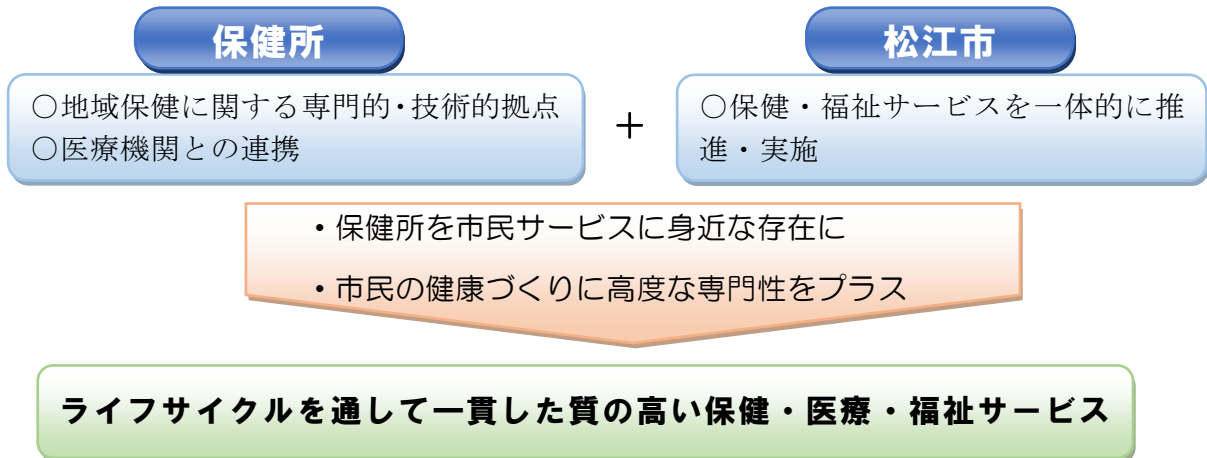 保健所
○地域保健に関する専門的・技術的拠点
○医療機関との連携
+
松江市
○保健・福祉サービスを一体的に推
進・実施
・保健所を市民サービスに身近な存在に
・市民の健康づくりに高度な専門性をプラス
ライフサイクルを通して一貫した質の高い保健・医療・福祉サービス